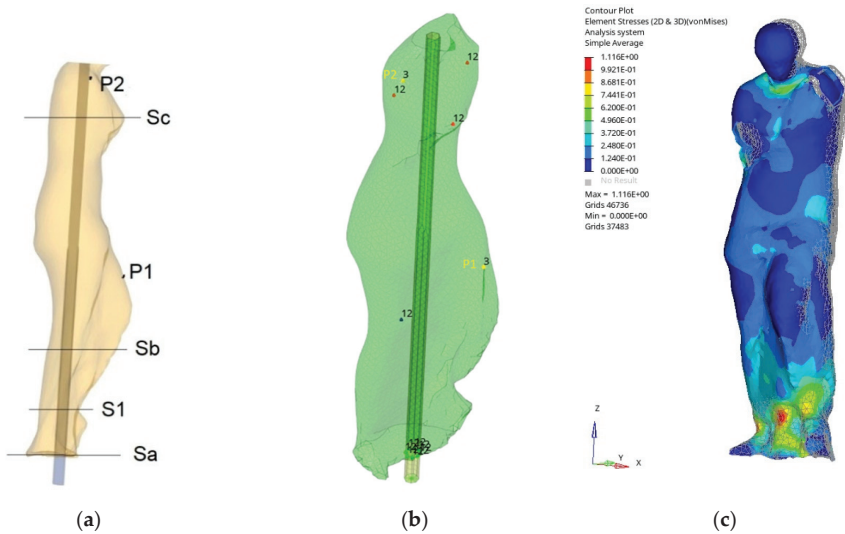 P2
Sc
P1
Sb
S1
Sa
(a)
12
P2 3
12
12
P1 3
12
(b)
Contour Plot
Element Stresses (2D & 3D)(vonMises)
Analysis system
Simple Average
1.116E+00
9.921E-01
8.681E-01
7.441E-01
6.200E-01
4.960E-01
3.720E-01
2.480E-01
1.240E-01
0.000E+00
No Result
Max = 1.116E+00
Grids 46736
Min = 0.000E+00
Grids 37483
Z
Y
X
(c)